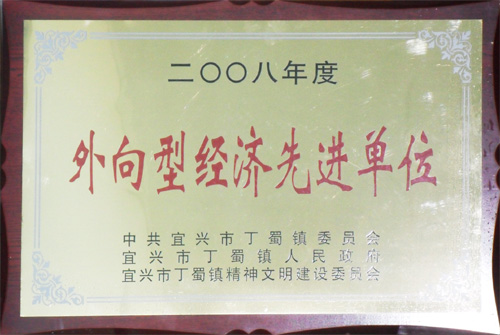 二〇〇八年度
外向型经济先进单位
中共宜兴市丁蜀镇委员会
宜兴市丁蜀镇人民政府
宜兴市丁蜀镇精神文明建设委员会